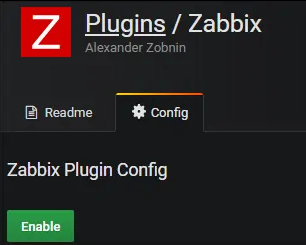 Z
Plugins / Zabbix
Alexander Zobnin
Readme
Config
Zabbix Plugin Config
Enable